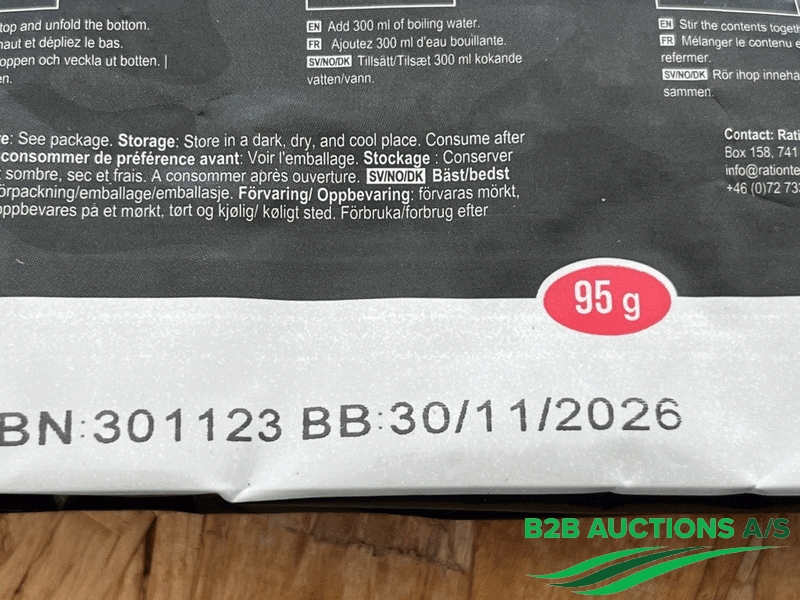 top and unfold the bottom.
haut et dépliez le bas.
oppen och veckla ut botten. |
en.
EN Add 300 ml of boiling water.
FR Ajoutez 300 ml d'eau bouillante.
SV/NO/DK Tillsätt/Tilsæt 300 ml kokande
vatten/vann.
EN Stir the contents togeth
FR Mélanger le contenu e
refermer.
SV/NO/DK Rör ihop inneha
sammen.
re: See package. Storage: Store in a dark, dry, and cool place. Consume after
consommer de préférence avant: Voir l'emballage. Stockage : Conserver
t sombre, sec et frais. A consommer après ouverture. SV/NO/DK Bäst/bedst
örpackning/emballage/emballasje. Förvaring/ Oppbevaring: förvaras mörkt,
oppbevares på et mørkt, tørt og kjølig/ køligt sted. Förbruka/forbrug efter
Contact: Rati
Box 158, 741
info@rationte
+46 (0)72 733
95 g
BN:301123 BB:30/11/2026
B2B AUCTIONS A/S